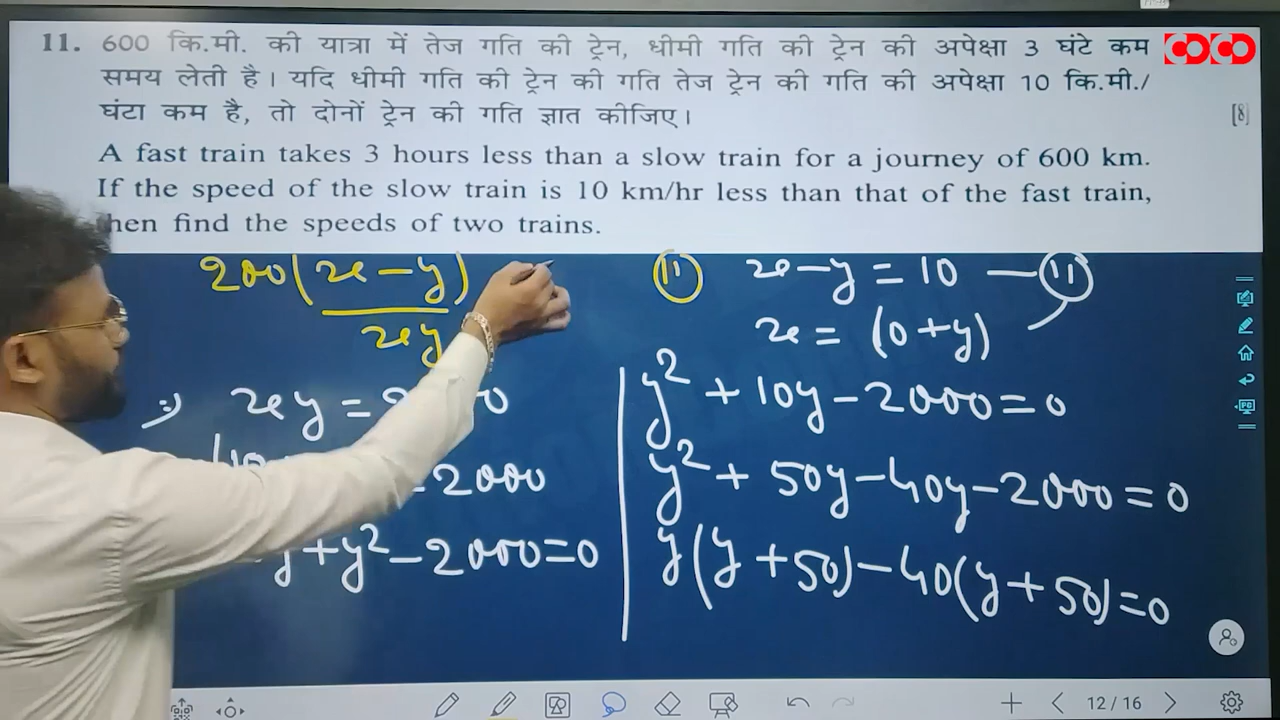 11. 600 कि.मी. की यात्रा में तेज गति की ट्रेन, धीमी गति की ट्रेन की अपेक्षा 3 घंटे कम
समय लेती है। यदि धीमी गति की ट्रेन की गति तेज ट्रेन की गति की अपेक्षा 10 कि.मी./
घंटा कम है, तो दोनों ट्रेन की गति ज्ञात कीजिए।
[8]
COCO
A fast train takes 3 hours less than a slow train for a journey of 600 km.
If the speed of the slow train is 10 km/hr less than that of the fast train,
then find the speeds of two trains.
200(x-y)
xy
xy =
-2000
y+y²-2000=0
(11) x-y=10 —(11)
x = (0+y)
y²+10y-2000=0
y²+50y-40y-2000=0
y(y+50)-40(y+50)=0
12/16